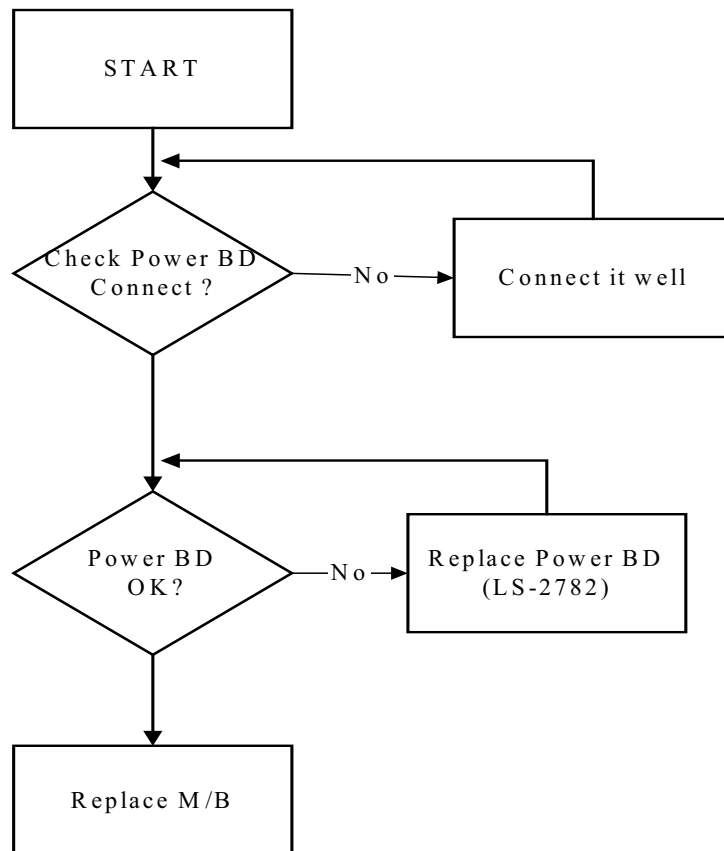 START
Check Power BD
Connect ?
No
Connect it well
Power BD
OK?
No
Replace Power BD
(LS-2782)
Replace M/B